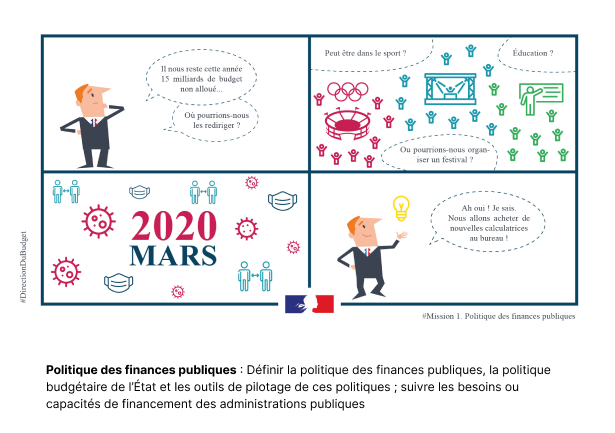 Il nous reste cette année
15 milliards de budget
non alloué...
Où pourrions-nous
les rediriger ?
Peut être dans le sport ?
Éducation ?
Ou pourrions-nous organ-
iser un festival ?
2020
MARS
Ah oui ! Je sais.
Nous allons acheter de
nouvelles calculatrices
au bureau !
#DirectionDuBudget
#Mission 1. Politique des finances publiques
Politique des finances publiques : Définir la politique des finances publiques, la politique
budgétaire de l’État et les outils de pilotage de ces politiques ; suivre les besoins ou
capacités de financement des administrations publiques